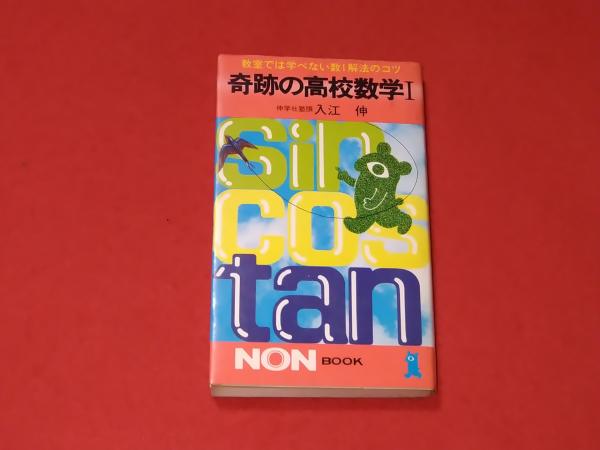 教室では学べない数I解法のコツ
奇跡の高校数学I
伸学社塾頭 入江 伸
sin
cos
tan
NON BOOK